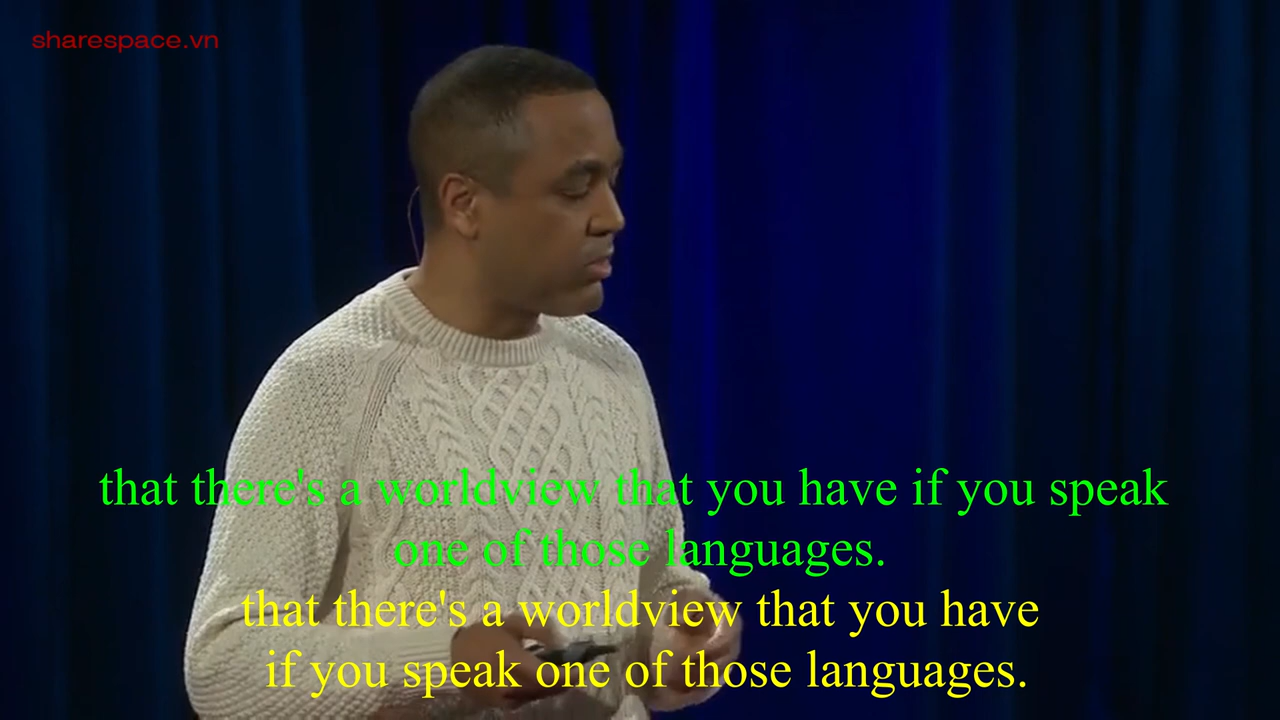 sharespace.vn
that there's a worldview that you have if you speak
one of those languages.
that there's a worldview that you have
if you speak one of those languages.